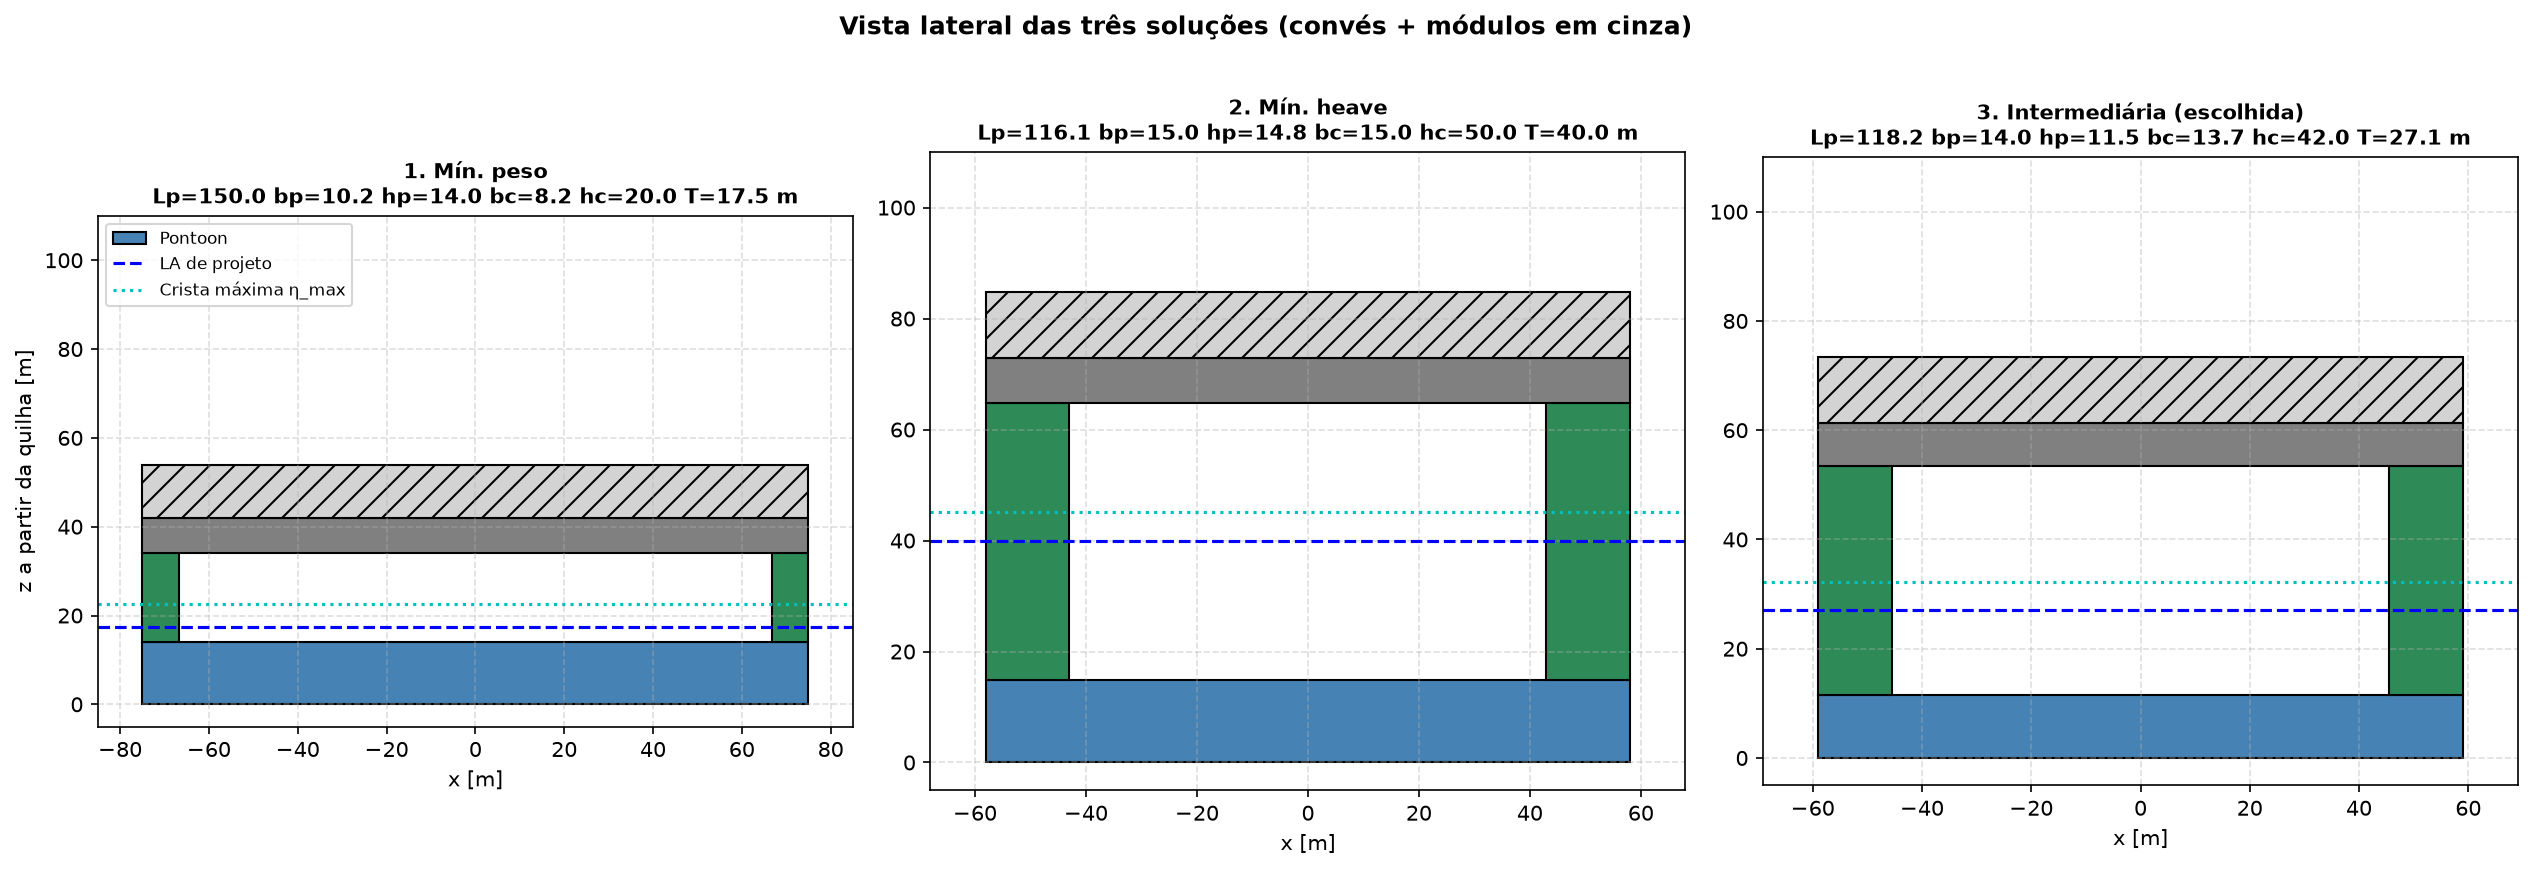 Vista lateral das três soluções (convés + módulos em cinza)
1. Mín. peso
Lp=150.0 bp=10.2 hp=14.0 bc=8.2 hc=20.0 T=17.5 m
Pontoon
LA de projeto
Crista máxima η_max
z a partir da quilha [m]
100
80
60
40
20
0
−80 −60 −40 −20 0 20 40 60 80
x [m]
2. Mín. heave
Lp=116.1 bp=15.0 hp=14.8 bc=15.0 hc=50.0 T=40.0 m
100
80
60
40
20
0
−60 −40 −20 0 20 40 60
x [m]
3. Intermediária (escolhida)
Lp=118.2 bp=14.0 hp=11.5 bc=13.7 hc=42.0 T=27.1 m
100
80
60
40
20
0
−60 −40 −20 0 20 40 60
x [m]